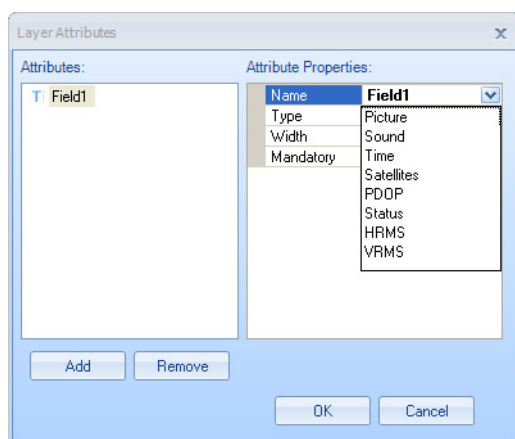 Layer Attributes
Attributes:
Attribute Properties:
Field1
Name Field1
Type
Width
Mandatory
Picture
Sound
Time
Satellites
PDOP
Status
HRMS
VRMS
Add Remove
OK Cancel